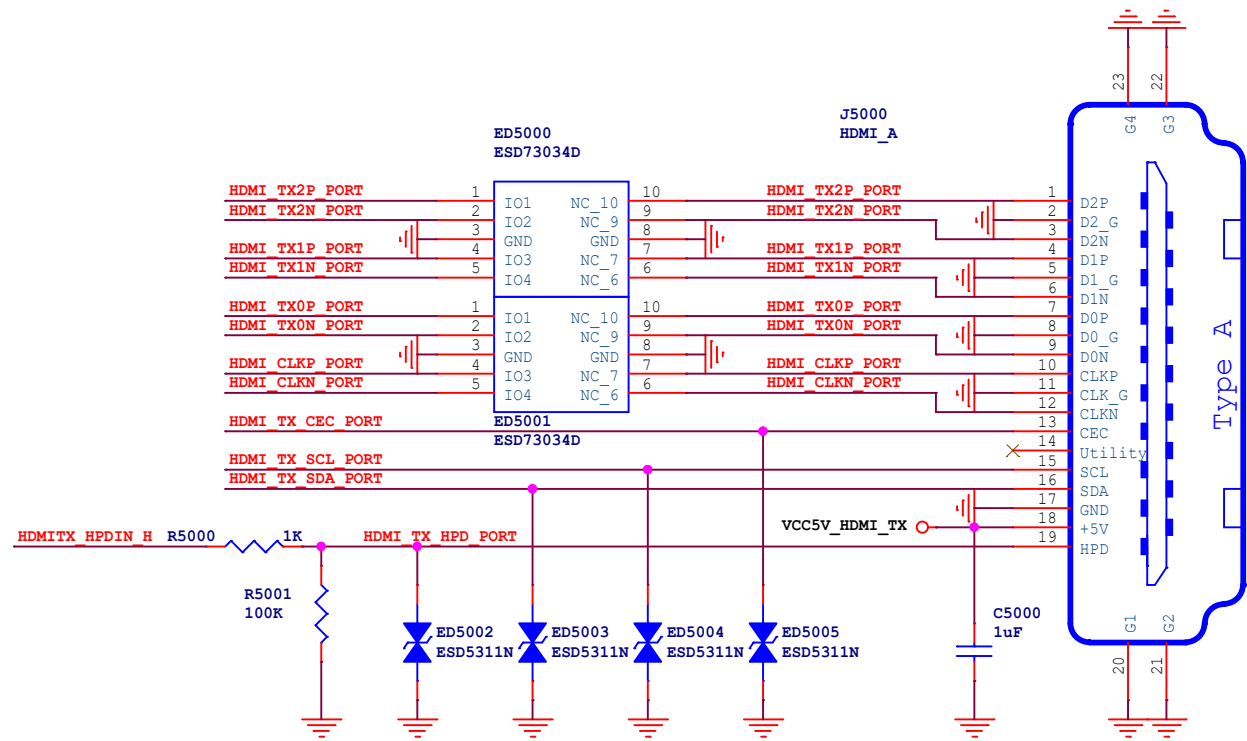 23
22
G4
G3
J5000
HDMI_A
ED5000
ESD73034D
HDMI_TX2P_PORT 1 IO1 NC_10 10 HDMI_TX2P_PORT 1 D2P
HDMI_TX2N_PORT 2 IO2 NC_9 9 HDMI_TX2N_PORT 2 D2_G
3 GND GND 8 3 D2N
HDMI_TX1P_PORT 4 IO3 NC_7 7 HDMI_TX1P_PORT 4 D1P
HDMI_TX1N_PORT 5 IO4 NC_6 6 HDMI_TX1N_PORT 5 D1_G
6 D1N
HDMI_TX0P_PORT 1 IO1 NC_10 10 HDMI_TX0P_PORT 7 D0P
HDMI_TX0N_PORT 2 IO2 NC_9 9 HDMI_TX0N_PORT 8 D0_G
3 GND GND 8 9 D0N
HDMI_CLKP_PORT 4 IO3 NC_7 7 HDMI_CLKP_PORT 10 CLKP
HDMI_CLKN_PORT 5 IO4 NC_6 6 HDMI_CLKN_PORT 11 CLK_G
12 CLKN
Type A
HDMI_TX_CEC_PORT 13 CEC
ED5001
ESD73034D
14 Utility
HDMI_TX_SCL_PORT 15 SCL
HDMI_TX_SDA_PORT 16 SDA
17 GND
VCC5V_HDMI_TX 18 +5V
HDMITX_HPDIN_H R5000 1K HDMI_TX_HPD_PORT 19 HPD
R5001
100K
ED5002
ESD5311N
ED5003
ESD5311N
ED5004
ESD5311N
ED5005
ESD5311N
C5000
1uF
G1
G2
20
21